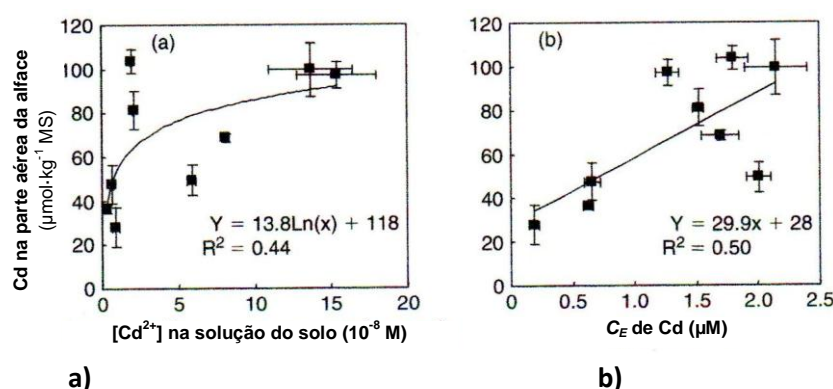 Cd na parte aérea da alface
(µmol·kg⁻¹ MS)
120
100
80
60
40
20
0
(a)
Y = 13.8Ln(x) + 118
R² = 0.44
0 5 10 15 20
[Cd²⁺] na solução do solo (10⁻⁸ M)
a)
120
100
80
60
40
20
0
(b)
Y = 29.9x + 28
R² = 0.50
0 0.5 1.0 1.5 2.0 2.5
C_E de Cd (µM)
b)